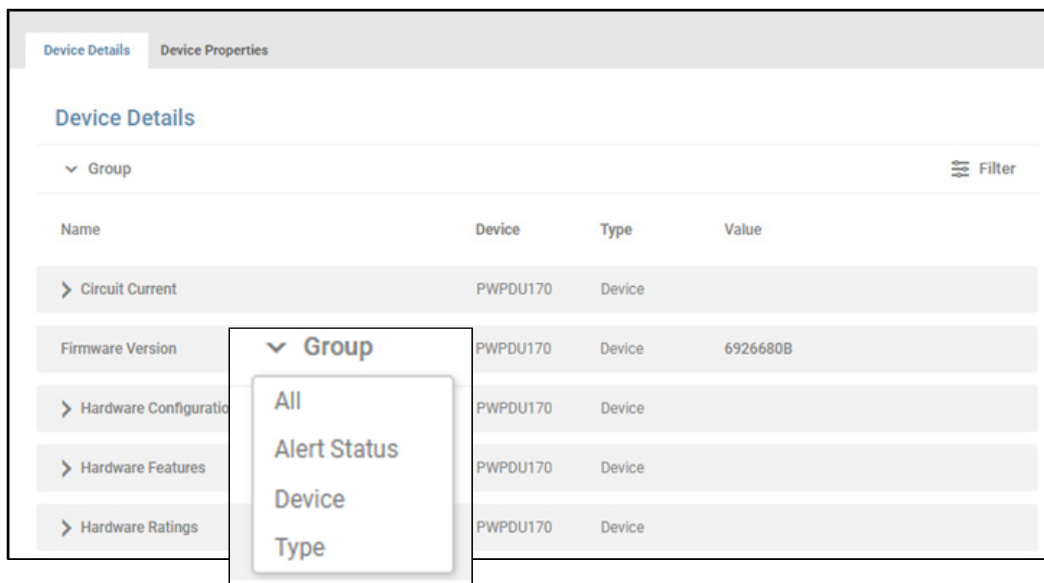 Device Details Device Properties
Device Details
Group Filter
Name Device Type Value
Circuit Current PWPDU170 Device
Firmware Version PWPDU170 Device 6926680B
Hardware Configuratio PWPDU170 Device
Hardware Features PWPDU170 Device
Hardware Ratings PWPDU170 Device
Group
All
Alert Status
Device
Type